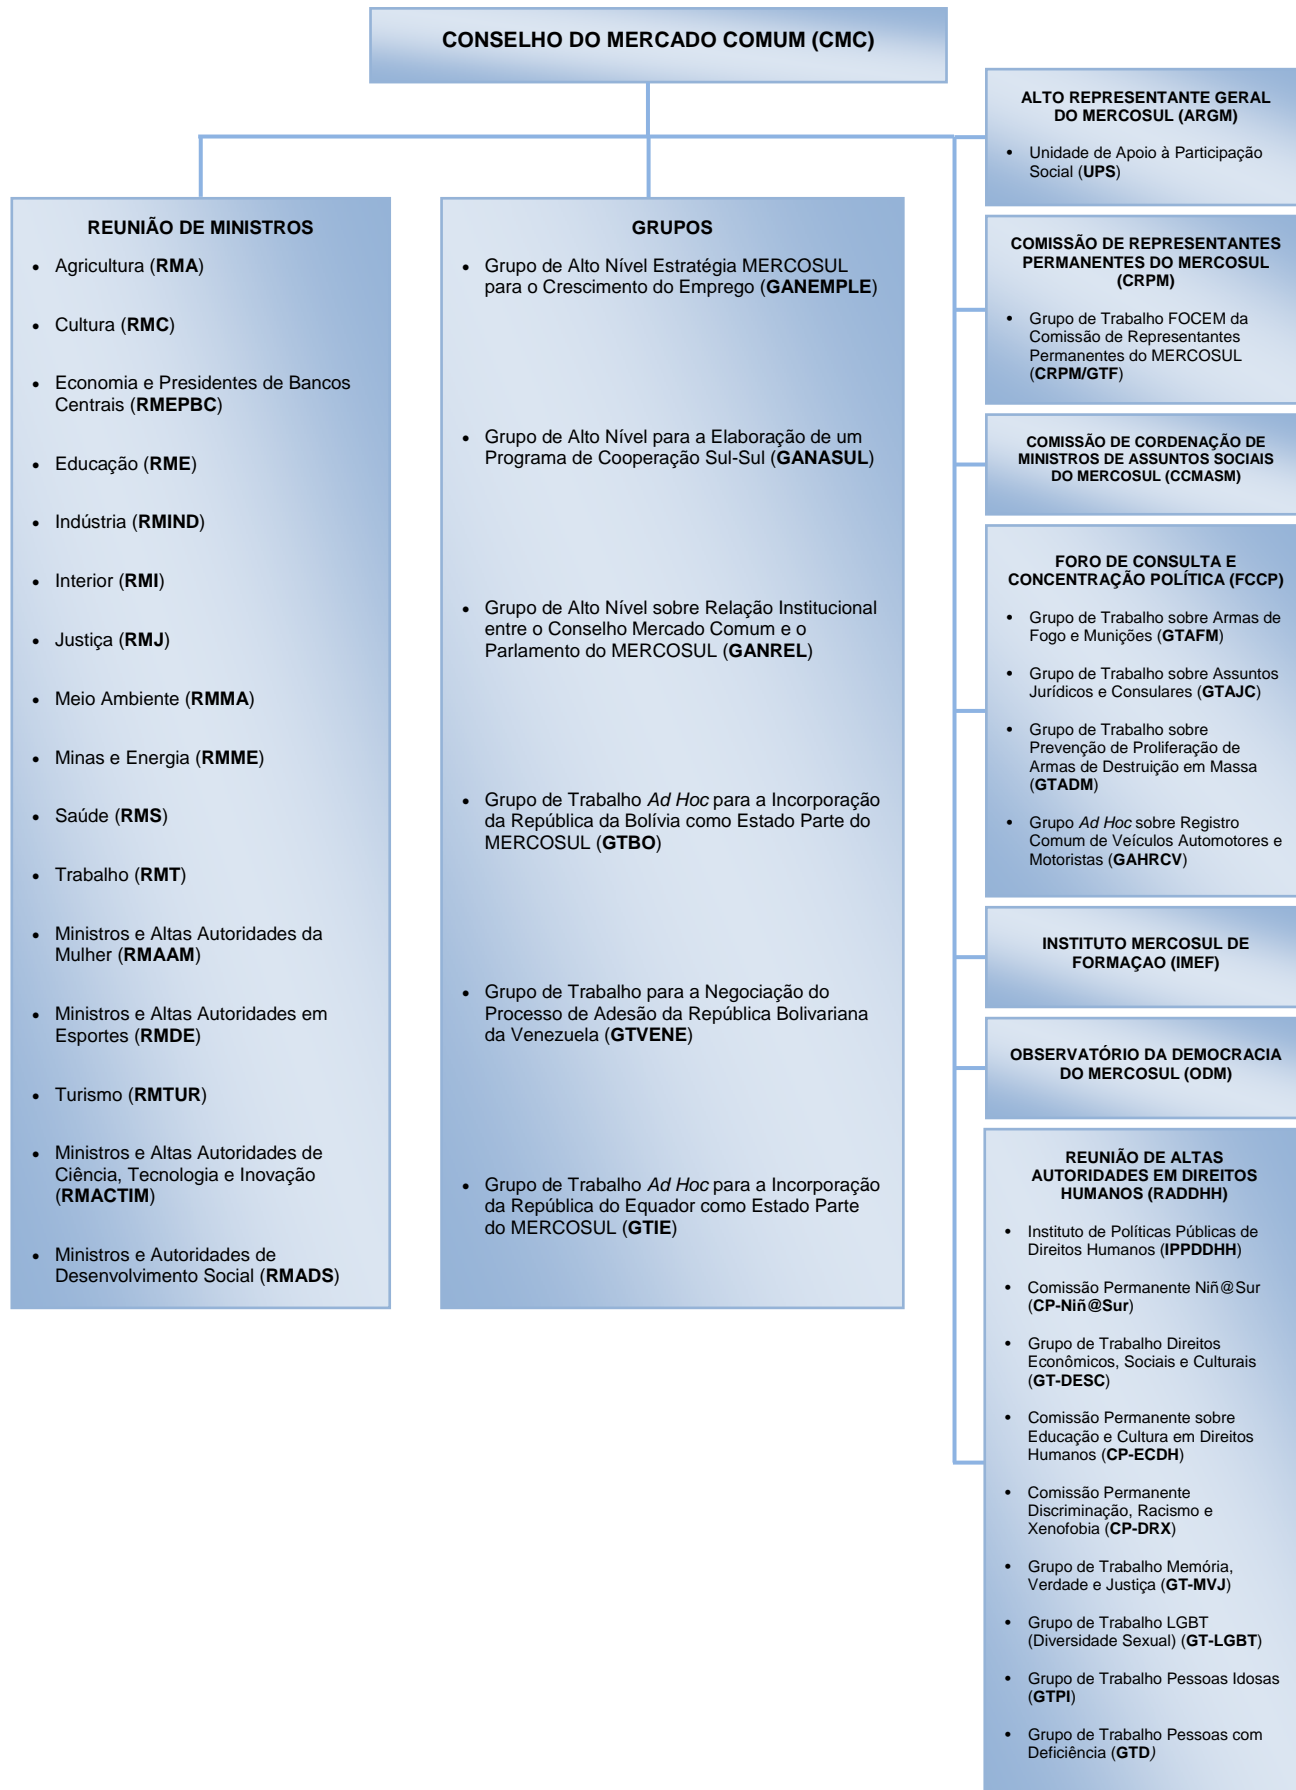 CONSELHO DO MERCADO COMUM (CMC)
REUNIÃO DE MINISTROS
• Agricultura (RMA)
• Cultura (RMC)
• Economia e Presidentes de Bancos
Centrais (RMEPBC)
• Educação (RME)
• Indústria (RMIND)
• Interior (RMI)
• Justiça (RMJ)
• Meio Ambiente (RMMA)
• Minas e Energia (RMME)
• Saúde (RMS)
• Trabalho (RMT)
• Ministros e Altas Autoridades da
Mulher (RMAAM)
• Ministros e Altas Autoridades em
Esportes (RMDE)
• Turismo (RMTUR)
• Ministros e Altas Autoridades de
Ciência, Tecnologia e Inovação
(RMACTIM)
• Ministros e Autoridades de
Desenvolvimento Social (RMADS)
GRUPOS
• Grupo de Alto Nível Estratégia MERCOSUL
para o Crescimento do Emprego (GANEMPLE)
• Grupo de Alto Nível para a Elaboração de um
Programa de Cooperação Sul-Sul (GANASUL)
• Grupo de Alto Nível sobre Relação Institucional
entre o Conselho Mercado Comum e o
Parlamento do MERCOSUL (GANREL)
• Grupo de Trabalho Ad Hoc para a Incorporação
da República da Bolívia como Estado Parte do
MERCOSUL (GTBO)
• Grupo de Trabalho para a Negociação do
Processo de Adesão da República Bolivariana
da Venezuela (GTVENE)
• Grupo de Trabalho Ad Hoc para a Incorporação
da República do Equador como Estado Parte
do MERCOSUL (GTIE)
ALTO REPRESENTANTE GERAL
DO MERCOSUL (ARGM)
• Unidade de Apoio à Participação
Social (UPS)
COMISSÃO DE REPRESENTANTES
PERMANENTES DO MERCOSUL
(CRPM)
• Grupo de Trabalho FOCEM da
Comissão de Representantes
Permanentes do MERCOSUL
(CRPM/GTF)
COMISSÃO DE CORDENAÇÃO DE
MINISTROS DE ASSUNTOS SOCIAIS
DO MERCOSUL (CCMASM)
FORO DE CONSULTA E
CONCENTRAÇÃO POLÍTICA (FCCP)
• Grupo de Trabalho sobre Armas de
Fogo e Munições (GTAFM)
• Grupo de Trabalho sobre Assuntos
Jurídicos e Consulares (GTAJC)
• Grupo de Trabalho sobre
Prevenção de Proliferação de
Armas de Destruição em Massa
(GTADM)
• Grupo Ad Hoc sobre Registro
Comum de Veículos Automotores e
Motoristas (GAHRCV)
INSTITUTO MERCOSUL DE
FORMAÇAO (IMEF)
OBSERVATÓRIO DA DEMOCRACIA
DO MERCOSUL (ODM)
REUNIÃO DE ALTAS
AUTORIDADES EM DIREITOS
HUMANOS (RADDHH)
• Instituto de Políticas Públicas de
Direitos Humanos (IPPDDHH)
• Comissão Permanente Niñ@Sur
(CP-Niñ@Sur)
• Grupo de Trabalho Direitos
Econômicos, Sociais e Culturais
(GT-DESC)
• Comissão Permanente sobre
Educação e Cultura em Direitos
Humanos (CP-ECDH)
• Comissão Permanente
Discriminação, Racismo e
Xenofobia (CP-DRX)
• Grupo de Trabalho Memória,
Verdade e Justiça (GT-MVJ)
• Grupo de Trabalho LGBT
(Diversidade Sexual) (GT-LGBT)
• Grupo de Trabalho Pessoas Idosas
(GTPI)
• Grupo de Trabalho Pessoas com
Deficiência (GTD)